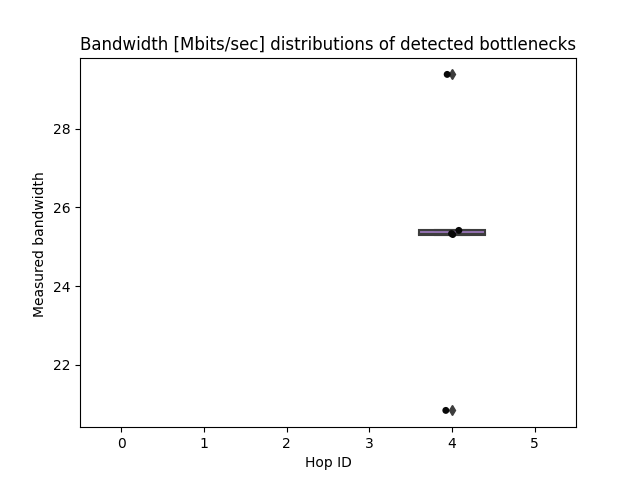 Bandwidth [Mbits/sec] distributions of detected bottlenecks
28
26
24
22
Measured bandwidth
0 1 2 3 4 5
Hop ID